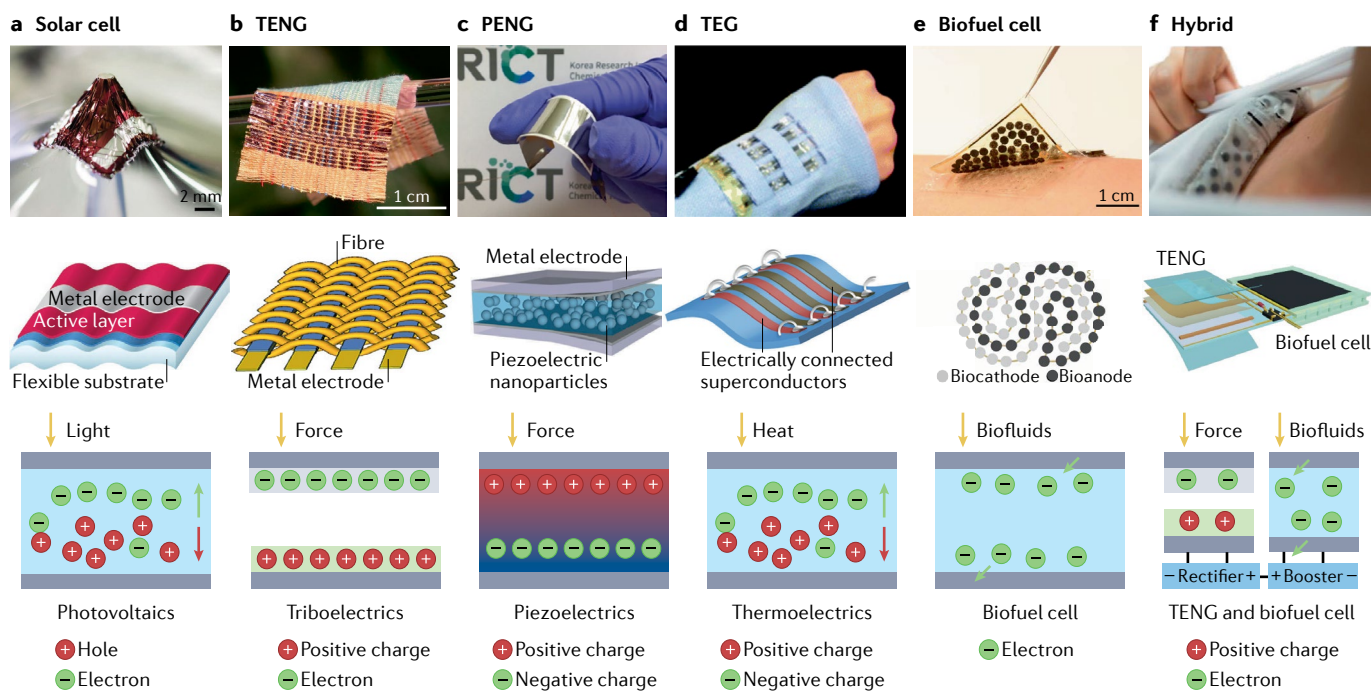 a Solar cell
b TENG
c PENG
d TEG
e Biofuel cell
f Hybrid
2 mm
1 cm
RICT
Korea Research in
Chemical
RICT
Korea
Chemic
1 cm
Metal electrode
Active layer
Flexible substrate
Fibre
Metal electrode
Metal electrode
Piezoelectric
nanoparticles
Electrically connected
superconductors
Biocathode
Bioanode
TENG
Biofuel cell
Light
Force
Force
Heat
Biofluids
Force
Biofluids
− Rectifier +
+ Booster −
Photovoltaics
Triboelectrics
Piezoelectrics
Thermoelectrics
Biofuel cell
TENG and biofuel cell
+ Hole
− Electron
+ Positive charge
− Electron
+ Positive charge
− Negative charge
+ Positive charge
− Negative charge
− Electron
+ Positive charge
− Electron